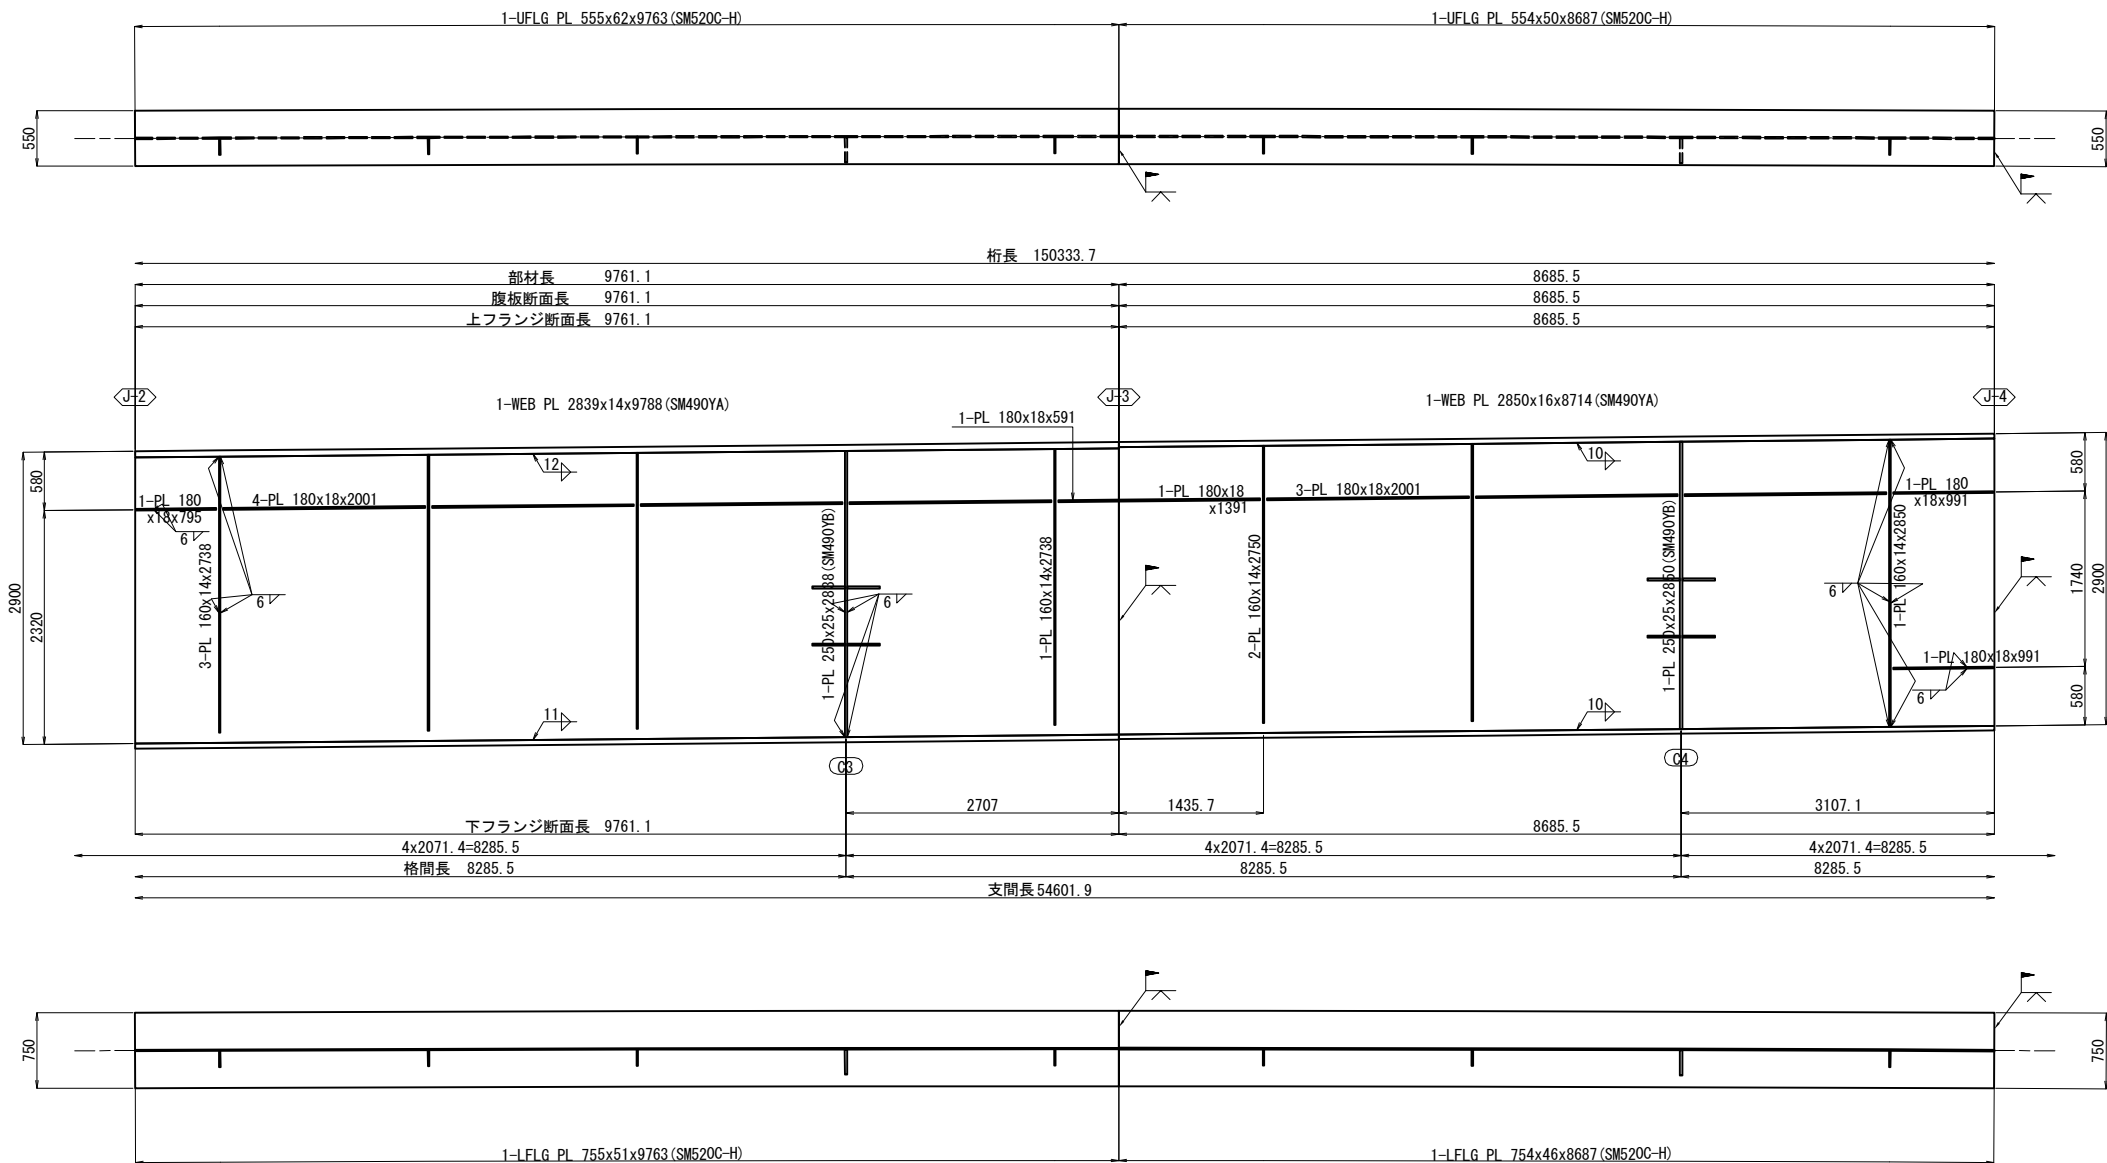 1-UFLG PL 555x62x9763(SM520C-H)
1-UFLG PL 554x50x8687(SM520C-H)
550
550
桁長 150333.7
部材長 9761.1
8685.5
腹板断面長 9761.1
8685.5
上フランジ断面長 9761.1
8685.5
J-2
J-3
J-4
1-WEB PL 2839x14x9788(SM490YA)
1-WEB PL 2850x16x8714(SM490YA)
1-PL 180x18x591
12
10
580
580
1-PL 180
x18x795
4-PL 180x18x2001
1-PL 180x18
x1391
3-PL 180x18x2001
1-PL 180
x18x991
6
3-PL 160x14x2738
6
1-PL 250x25x2838(SM490YB)
6
1-PL 160x14x2738
2-PL 160x14x2750
1-PL 250x25x2850(SM490YB)
6
1-PL 160x14x2850
2900
2320
1740
2900
1-PL 180x18x991
6
580
11
10
C3
C4
2707
1435.7
3107.1
下フランジ断面長 9761.1
8685.5
4x2071.4=8285.5
4x2071.4=8285.5
4x2071.4=8285.5
格間長 8285.5
8285.5
8285.5
支間長 54601.9
750
750
1-LFLG PL 755x51x9763(SM520C-H)
1-LFLG PL 754x46x8687(SM520C-H)